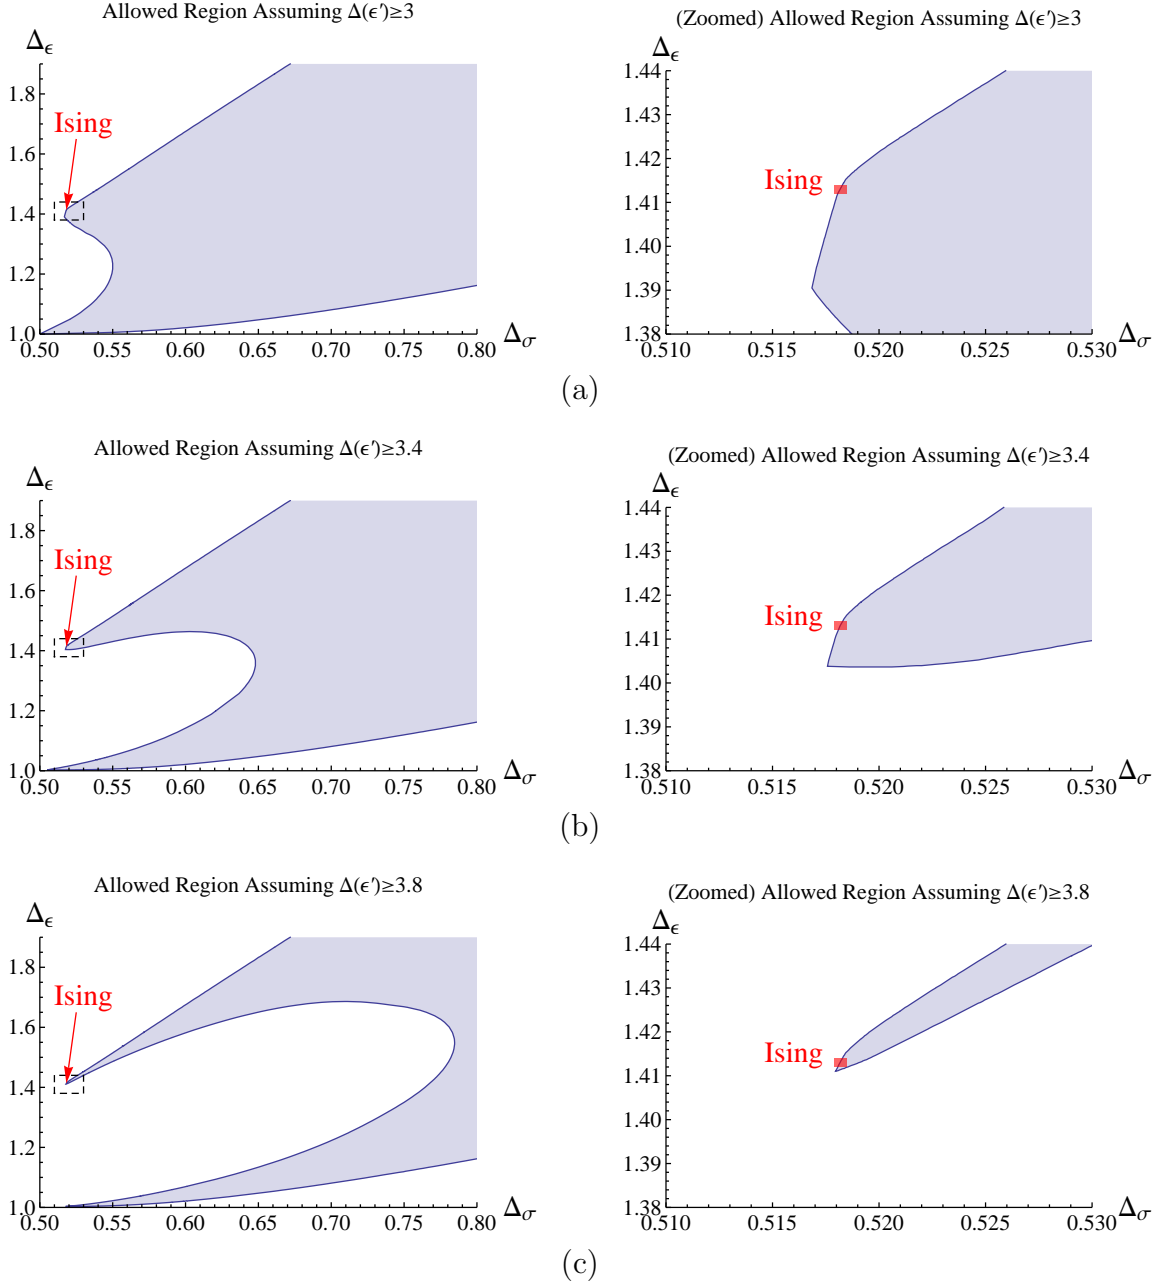 Allowed Region Assuming Δ(ϵ′)≥3
Δϵ
1.8
1.6
1.4
1.2
1.0
0.50 0.55 0.60 0.65 0.70 0.75 0.80 Δσ
Ising
(Zoomed) Allowed Region Assuming Δ(ϵ′)≥3
Δϵ
1.44
1.43
1.42
1.41
1.40
1.39
1.38
0.510 0.515 0.520 0.525 0.530 Δσ
Ising
(a)
Allowed Region Assuming Δ(ϵ′)≥3.4
Δϵ
1.8
1.6
1.4
1.2
1.0
0.50 0.55 0.60 0.65 0.70 0.75 0.80 Δσ
Ising
(Zoomed) Allowed Region Assuming Δ(ϵ′)≥3.4
Δϵ
1.44
1.43
1.42
1.41
1.40
1.39
1.38
0.510 0.515 0.520 0.525 0.530 Δσ
Ising
(b)
Allowed Region Assuming Δ(ϵ′)≥3.8
Δϵ
1.8
1.6
1.4
1.2
1.0
0.50 0.55 0.60 0.65 0.70 0.75 0.80 Δσ
Ising
(Zoomed) Allowed Region Assuming Δ(ϵ′)≥3.8
Δϵ
1.44
1.43
1.42
1.41
1.40
1.39
1.38
0.510 0.515 0.520 0.525 0.530 Δσ
Ising
(c)